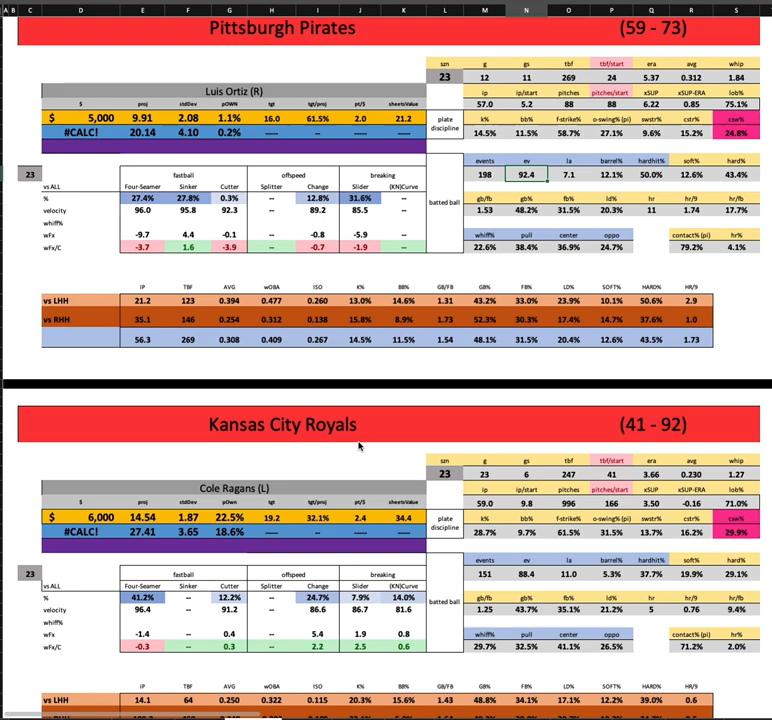 A B C D E F G H I J K L M N O P Q R S
Pittsburgh Pirates (59 - 73)
szn g gs tbf tbf/start era avg whip
23 12 11 269 24 5.37 0.312 1.84
Luis Ortiz (R) ip ip/start pitches pitches/start xSUP xSUP-ERA lob%
57.0 5.2 88 88 6.22 0.85 75.1%
$ proj stdDev pOWN tgt tgt/proj pt/$ sheetsValue
$ 5,000 9.91 2.08 1.1% 16.0 61.5% 2.0 21.2 plate discipline k% bb% f-strike% o-swing% (pi) swstr% cstr% csw%
#CALC! 20.14 4.10 0.2% ---- -- ---- ---- 14.5% 11.5% 58.7% 27.1% 9.6% 15.2% 24.8%
events ev la barrel% hardhit% soft% hard%
23 fastball offspeed breaking 198 92.4 7.1 12.1% 50.0% 12.6% 43.4%
vs ALL Four-Seamer Sinker Cutter Splitter Change Slider (KN)Curve
% 27.4% 27.8% 0.3% -- 12.8% 31.6% -- batted ball gb/fb gb% fb% ld% hr hr/9 hr/fb
velocity 96.0 95.8 92.3 -- 89.2 85.5 -- 1.53 48.2% 31.5% 20.3% 11 1.74 17.7%
whiff%
wFx -9.7 4.4 -0.1 -- -0.8 -5.9 -- whiff% pull center oppo contact% (pi) hr%
wFx/C -3.7 1.6 -3.9 -- -0.7 -1.9 -- 22.6% 38.4% 36.9% 24.7% 79.2% 4.1%
IP TBF AVG wOBA ISO K% BB% GB/FB GB% FB% LD% SOFT% HARD% HR/9
vs LHH 21.2 123 0.394 0.477 0.260 13.0% 14.6% 1.31 43.2% 33.0% 23.9% 10.1% 50.6% 2.9
vs RHH 35.1 146 0.254 0.312 0.138 15.8% 8.9% 1.73 52.3% 30.3% 17.4% 14.7% 37.6% 1.0
56.3 269 0.308 0.409 0.267 14.5% 11.5% 1.54 48.1% 31.5% 20.4% 12.6% 43.5% 1.73
Kansas City Royals (41 - 92)
szn g gs tbf tbf/start era avg whip
23 23 6 247 41 3.66 0.230 1.27
Cole Ragans (L) ip ip/start pitches pitches/start xSUP xSUP-ERA lob%
59.0 9.8 996 166 3.50 -0.16 71.0%
$ proj stdDev pOwn tgt tgt/proj pt/$ sheetsValue
$ 6,000 14.54 1.87 22.5% 19.2 32.1% 2.4 34.4 plate discipline k% bb% f-strike% o-swing% (pi) swstr% cstr% csw%
#CALC! 27.41 3.65 18.6% ---- ---- ---- ---- 28.7% 9.7% 61.5% 31.5% 13.7% 16.2% 29.9%
events ev la barrel% hardhit% soft% hard%
23 fastball offspeed breaking 151 88.4 11.0 5.3% 37.7% 19.9% 29.1%
vs ALL Four-Seamer Sinker Cutter Splitter Change Slider (KN)Curve
% 41.2% -- 12.2% -- 24.7% 7.9% 14.0% batted ball gb/fb gb% fb% ld% hr hr/9 hr/fb
velocity 96.4 -- 91.2 -- 86.6 86.7 81.6 1.25 43.7% 35.1% 21.2% 5 0.76 9.4%
whiff%
wFx -1.4 -- 0.4 -- 5.4 1.9 0.8 whiff% pull center oppo contact% (pi) hr%
wFx/C -0.3 -- 0.3 -- 2.2 2.5 0.6 29.7% 32.5% 41.1% 26.5% 71.2% 2.0%
IP TBF AVG wOBA ISO K% BB% GB/FB GB% FB% LD% SOFT% HARD% HR/9
vs LHH 14.1 64 0.250 0.322 0.115 20.3% 15.6% 1.43 48.8% 34.1% 17.1% 12.2% 39.0% 0.6